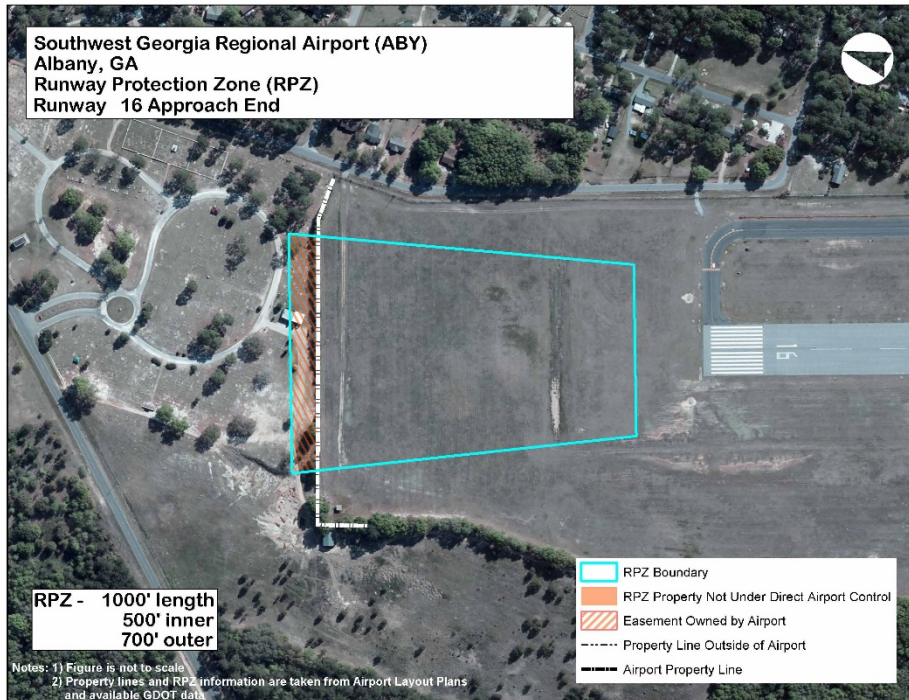 Southwest Georgia Regional Airport (ABY)
Albany, GA
Runway Protection Zone (RPZ)
Runway 16 Approach End
16
RPZ Boundary
RPZ Property Not Under Direct Airport Control
Easement Owned by Airport
Property Line Outside of Airport
Airport Property Line
RPZ - 1000' length
500' inner
700' outer
Notes: 1) Figure is not to scale
2) Property lines and RPZ information are taken from Airport Layout Plans
and available GDOT data